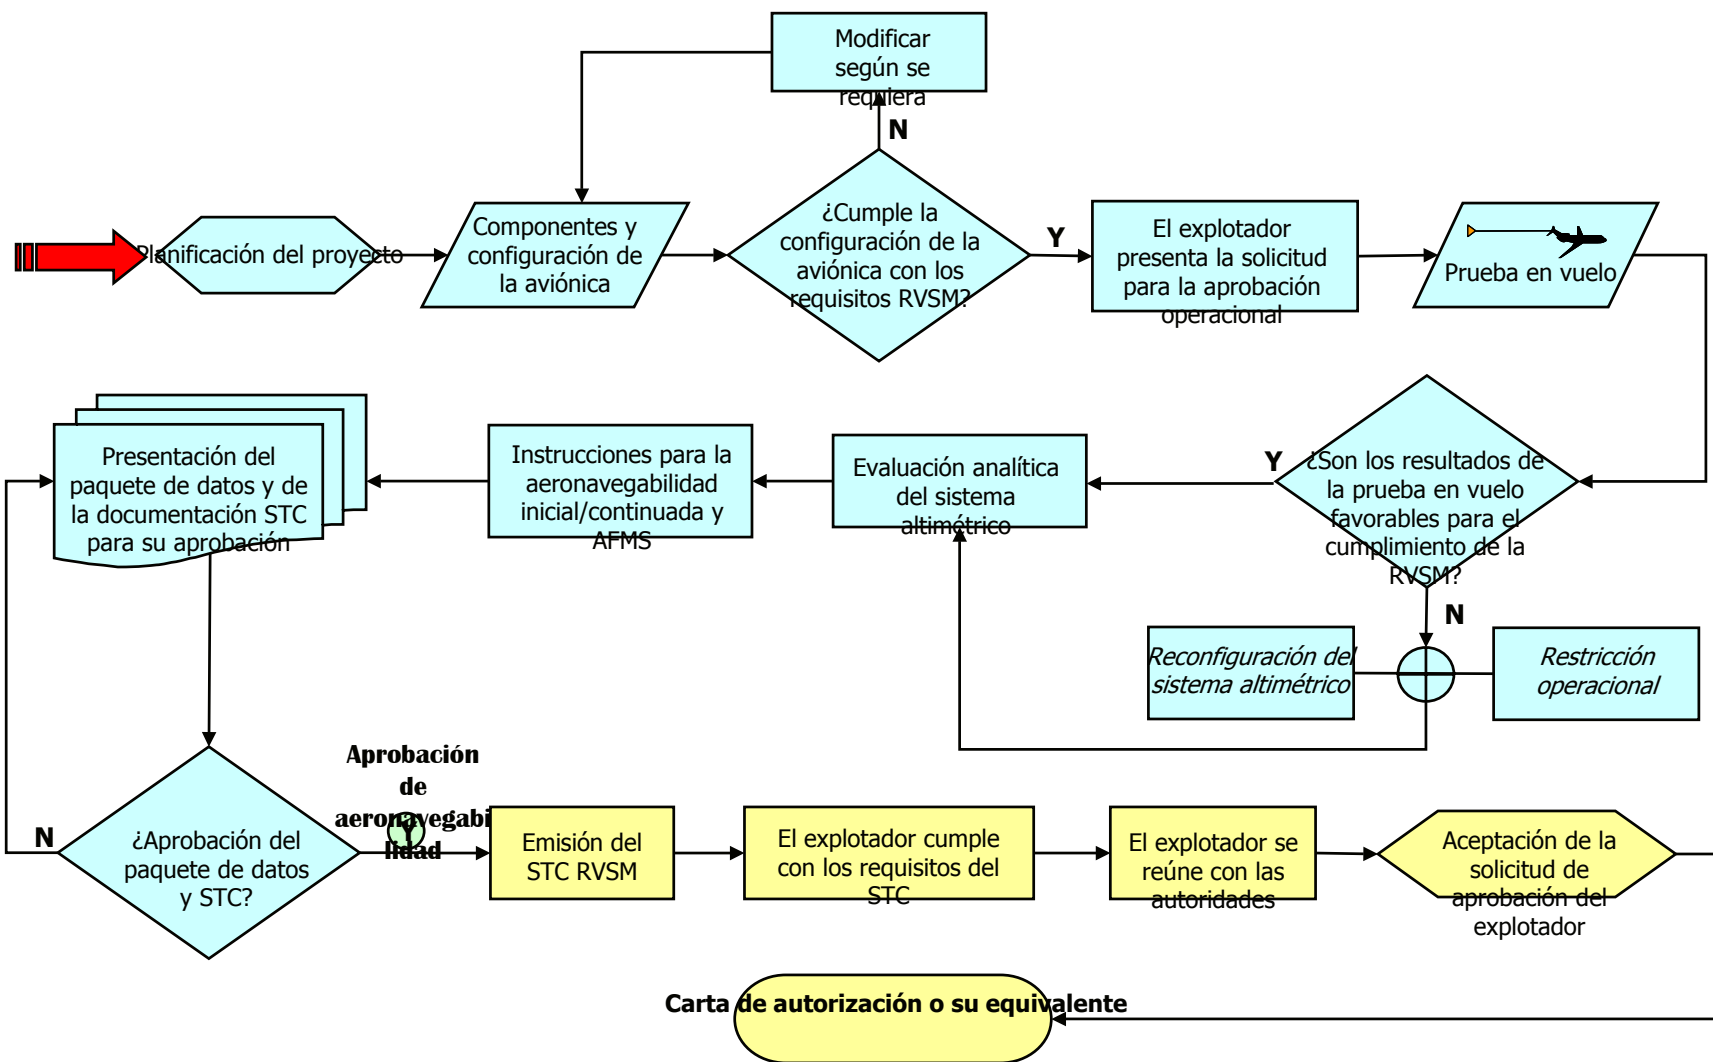 Modificar
según se
requiera
N
Planificación del proyecto
Componentes y
configuración de
la aviónica
¿Cumple la
configuración de la
aviónica con los
requisitos RVSM?
Y
El explotador
presenta la solicitud
para la aprobación
operacional
Prueba en vuelo
Presentación del
paquete de datos y de
la documentación STC
para su aprobación
Instrucciones para la
aeronavegabilidad
inicial/continuada y
AFMS
Evaluación analítica
del sistema
altimétrico
Y
¿Son los resultados de
la prueba en vuelo
favorables para el
cumplimiento de la
RVSM?
N
Reconfiguración del
sistema altimétrico
Restricción
operacional
Aprobación
de
aeronavegabi
lidad
Y
N
¿Aprobación del
paquete de datos
y STC?
Emisión del
STC RVSM
El explotador cumple
con los requisitos del
STC
El explotador se
reúne con las
autoridades
Aceptación de la
solicitud de
aprobación del
explotador
Carta de autorización o su equivalente